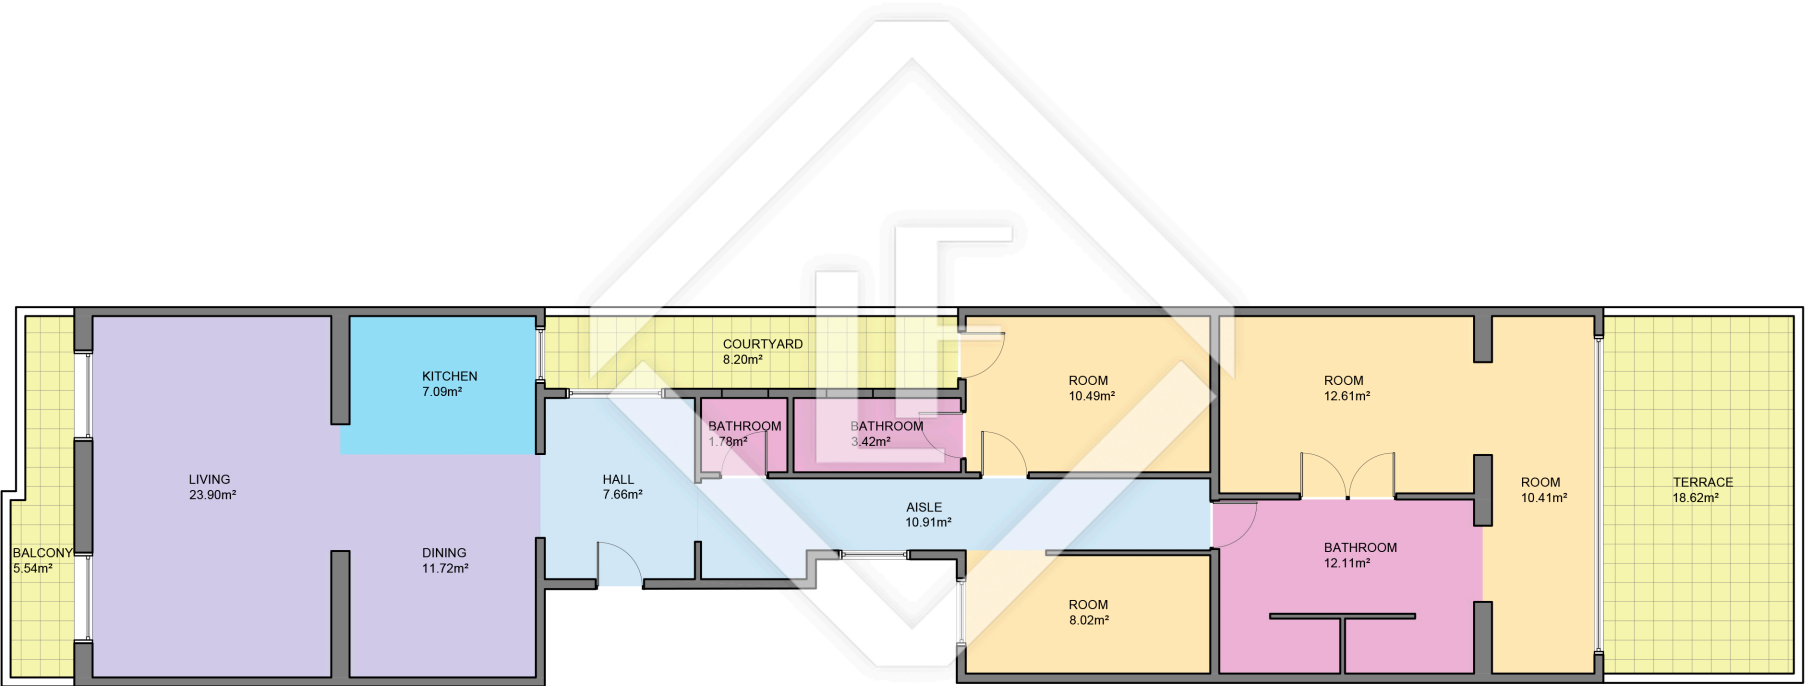 COURTYARD
8.20m²
KITCHEN
7.09m²
ROOM
10.49m²
ROOM
12.61m²
BATHROOM
1.78m²
BATHROOM
3.42m²
LIVING
23.90m²
HALL
7.66m²
AISLE
10.91m²
ROOM
10.41m²
TERRACE
18.62m²
BALCONY
5.54m²
DINING
11.72m²
BATHROOM
12.11m²
ROOM
8.02m²
LF